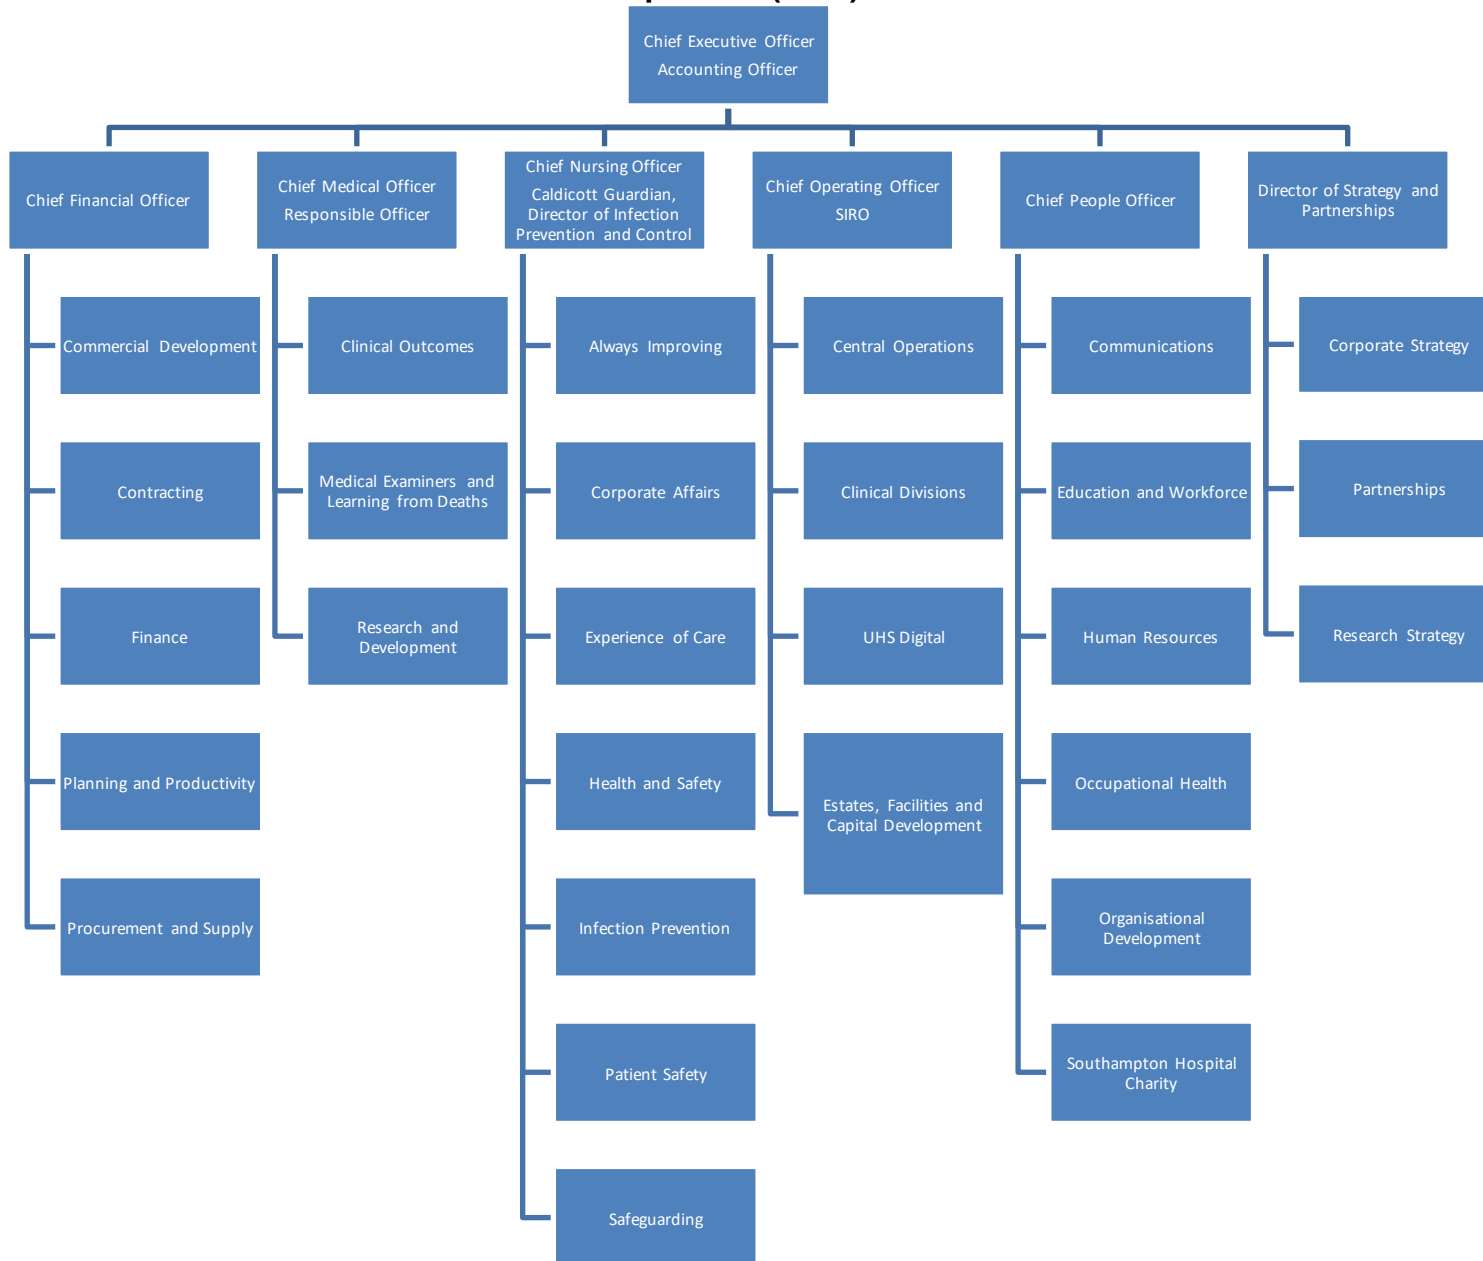 Chief Executive Officer
Accounting Officer
Chief Financial Officer
Chief Medical Officer
Responsible Officer
Chief Nursing Officer
Caldicott Guardian,
Director of Infection
Prevention and Control
Chief Operating Officer
SIRO
Chief People Officer
Director of Strategy and
Partnerships
Commercial Development
Contracting
Finance
Planning and Productivity
Procurement and Supply
Clinical Outcomes
Medical Examiners and
Learning from Deaths
Research and
Development
Always Improving
Corporate Affairs
Experience of Care
Health and Safety
Infection Prevention
Patient Safety
Safeguarding
Central Operations
Clinical Divisions
UHS Digital
Estates, Facilities and
Capital Development
Communications
Education and Workforce
Human Resources
Occupational Health
Organisational
Development
Southampton Hospital
Charity
Corporate Strategy
Partnerships
Research Strategy